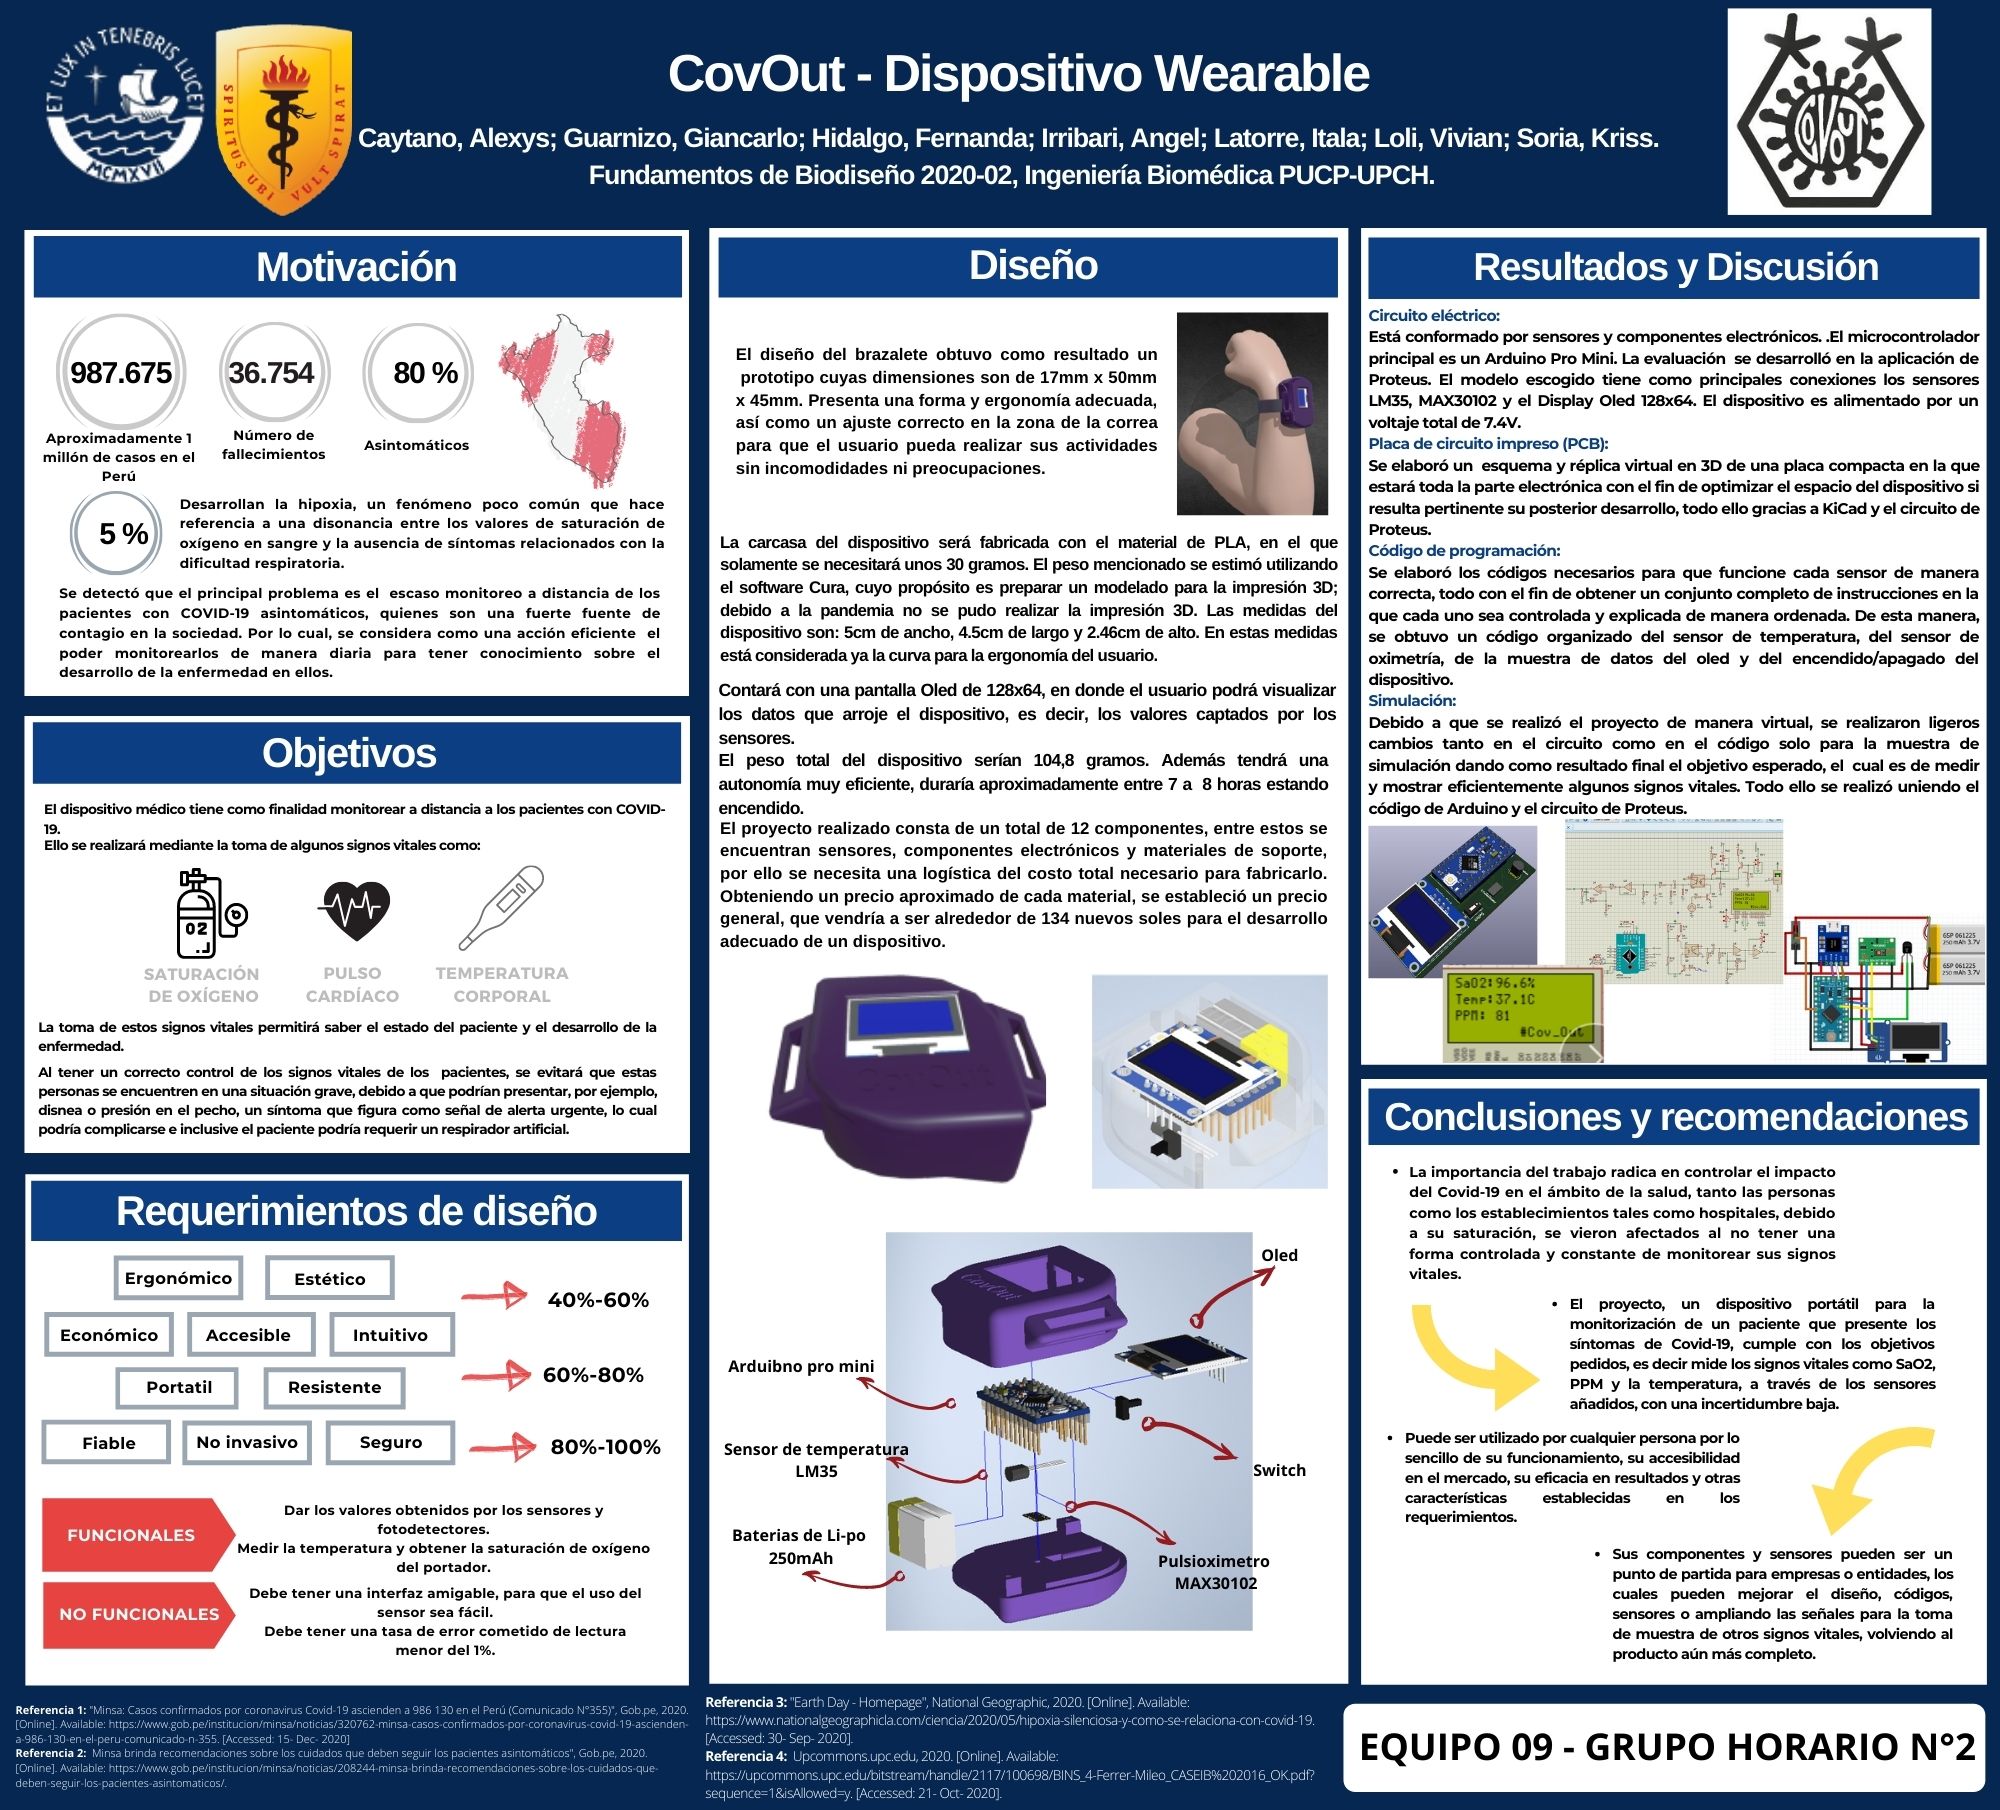 ET LUX IN TENEBRIS LUCET
MCMXVII
SPIRITUS UBI VULT SPIRAT
CovOut - Dispositivo Wearable
Caytano, Alexys; Guarnizo, Giancarlo; Hidalgo, Fernanda; Irribari, Angel; Latorre, Itala; Loli, Vivian; Soria, Kriss.
Fundamentos de Biodiseño 2020-02, Ingeniería Biomédica PUCP-UPCH.
COVOUT
Motivación
987.675
36.754
80 %
Aproximadamente 1
millón de casos en el
Perú
Número de
fallecimientos
Asintomáticos
5 %
Desarrollan la hipoxia, un fenómeno poco común que hace
referencia a una disonancia entre los valores de saturación de
oxígeno en sangre y la ausencia de síntomas relacionados con la
dificultad respiratoria.
Se detectó que el principal problema es el escaso monitoreo a distancia de los
pacientes con COVID-19 asintomáticos, quienes son una fuerte fuente de
contagio en la sociedad. Por lo cual, se considera como una acción eficiente el
poder monitorearlos de manera diaria para tener conocimiento sobre el
desarrollo de la enfermedad en ellos.
Objetivos
El dispositivo médico tiene como finalidad monitorear a distancia a los pacientes con COVID-
19.
Ello se realizará mediante la toma de algunos signos vitales como:
O2
SATURACIÓN
DE OXÍGENO
PULSO
CARDÍACO
TEMPERATURA
CORPORAL
La toma de estos signos vitales permitirá saber el estado del paciente y el desarrollo de la
enfermedad.
Al tener un correcto control de los signos vitales de los pacientes, se evitará que estas
personas se encuentren en una situación grave, debido a que podrían presentar, por ejemplo,
disnea o presión en el pecho, un síntoma que figura como señal de alerta urgente, lo cual
podría complicarse e inclusive el paciente podría requerir un respirador artificial.
Requerimientos de diseño
Ergonómico
Estético
40%-60%
Económico
Accesible
Intuitivo
Portatil
Resistente
60%-80%
Fiable
No invasivo
Seguro
80%-100%
FUNCIONALES
Dar los valores obtenidos por los sensores y
fotodetectores.
Medir la temperatura y obtener la saturación de oxígeno
del portador.
NO FUNCIONALES
Debe tener una interfaz amigable, para que el uso del
sensor sea fácil.
Debe tener una tasa de error cometido de lectura
menor del 1%.
Diseño
El diseño del brazalete obtuvo como resultado un
prototipo cuyas dimensiones son de 17mm x 50mm
x 45mm. Presenta una forma y ergonomía adecuada,
así como un ajuste correcto en la zona de la correa
para que el usuario pueda realizar sus actividades
sin incomodidades ni preocupaciones.
La carcasa del dispositivo será fabricada con el material de PLA, en el que
solamente se necesitará unos 30 gramos. El peso mencionado se estimó utilizando
el software Cura, cuyo propósito es preparar un modelado para la impresión 3D;
debido a la pandemia no se pudo realizar la impresión 3D. Las medidas del
dispositivo son: 5cm de ancho, 4.5cm de largo y 2.46cm de alto. En estas medidas
está considerada ya la curva para la ergonomía del usuario.
Contará con una pantalla Oled de 128x64, en donde el usuario podrá visualizar
los datos que arroje el dispositivo, es decir, los valores captados por los
sensores.
El peso total del dispositivo serían 104,8 gramos. Además tendrá una
autonomía muy eficiente, duraría aproximadamente entre 7 a 8 horas estando
encendido.
El proyecto realizado consta de un total de 12 componentes, entre estos se
encuentran sensores, componentes electrónicos y materiales de soporte,
por ello se necesita una logística del costo total necesario para fabricarlo.
Obteniendo un precio aproximado de cada material, se estableció un precio
general, que vendría a ser alrededor de 134 nuevos soles para el desarrollo
adecuado de un dispositivo.
CovOut
CovOut
Oled
Arduibno pro mini
Sensor de temperatura
LM35
Switch
Baterias de Li-po
250mAh
Pulsioximetro
MAX30102
Resultados y Discusión
Circuito eléctrico:
Está conformado por sensores y componentes electrónicos. .El microcontrolador
principal es un Arduino Pro Mini. La evaluación se desarrolló en la aplicación de
Proteus. El modelo escogido tiene como principales conexiones los sensores
LM35, MAX30102 y el Display Oled 128x64. El dispositivo es alimentado por un
voltaje total de 7.4V.
Placa de circuito impreso (PCB):
Se elaboró un esquema y réplica virtual en 3D de una placa compacta en la que
estará toda la parte electrónica con el fin de optimizar el espacio del dispositivo si
resulta pertinente su posterior desarrollo, todo ello gracias a KiCad y el circuito de
Proteus.
Código de programación:
Se elaboró los códigos necesarios para que funcione cada sensor de manera
correcta, todo con el fin de obtener un conjunto completo de instrucciones en la
que cada uno sea controlada y explicada de manera ordenada. De esta manera,
se obtuvo un código organizado del sensor de temperatura, del sensor de
oximetría, de la muestra de datos del oled y del encendido/apagado del
dispositivo.
Simulación:
Debido a que se realizó el proyecto de manera virtual, se realizaron ligeros
cambios tanto en el circuito como en el código solo para la muestra de
simulación dando como resultado final el objetivo esperado, el cual es de medir
y mostrar eficientemente algunos signos vitales. Todo ello se realizó uniendo el
código de Arduino y el circuito de Proteus.
SaO2:96.6%
Temp:37.1C
PPM: 81
#Cov_Out
65P 061225
250 mAh 3.7V
65P 061225
250 mAh 3.7V
Conclusiones y recomendaciones
• La importancia del trabajo radica en controlar el impacto
del Covid-19 en el ámbito de la salud, tanto las personas
como los establecimientos tales como hospitales, debido
a su saturación, se vieron afectados al no tener una
forma controlada y constante de monitorear sus signos
vitales.
• El proyecto, un dispositivo portátil para la
monitorización de un paciente que presente los
síntomas de Covid-19, cumple con los objetivos
pedidos, es decir mide los signos vitales como SaO2,
PPM y la temperatura, a través de los sensores
añadidos, con una incertidumbre baja.
• Puede ser utilizado por cualquier persona por lo
sencillo de su funcionamiento, su accesibilidad
en el mercado, su eficacia en resultados y otras
características establecidas en los
requerimientos.
• Sus componentes y sensores pueden ser un
punto de partida para empresas o entidades, los
cuales pueden mejorar el diseño, códigos,
sensores o ampliando las señales para la toma
de muestra de otros signos vitales, volviendo al
producto aún más completo.
Referencia 1: "Minsa: Casos confirmados por coronavirus Covid-19 ascienden a 986 130 en el Perú (Comunicado N°355)", Gob.pe, 2020.
[Online]. Available: https://www.gob.pe/institucion/minsa/noticias/320762-minsa-casos-confirmados-por-coronavirus-covid-19-ascienden-
a-986-130-en-el-peru-comunicado-n-355. [Accessed: 15- Dec- 2020]
Referencia 2: Minsa brinda recomendaciones sobre los cuidados que deben seguir los pacientes asintomáticos", Gob.pe, 2020.
[Online]. Available: https://www.gob.pe/institucion/minsa/noticias/208244-minsa-brinda-recomendaciones-sobre-los-cuidados-que-
deben-seguir-los-pacientes-asintomaticos/.
Referencia 3: "Earth Day - Homepage", National Geographic, 2020. [Online]. Available:
https://www.nationalgeographicla.com/ciencia/2020/05/hipoxia-silenciosa-y-como-se-relaciona-con-covid-19.
[Accessed: 30- Sep- 2020].
Referencia 4: Upcommons.upc.edu, 2020. [Online]. Available:
https://upcommons.upc.edu/bitstream/handle/2117/100698/BINS_4-Ferrer-Mileo_CASEIB%202016_OK.pdf?
sequence=1&isAllowed=y. [Accessed: 21- Oct- 2020].
EQUIPO 09 - GRUPO HORARIO N°2